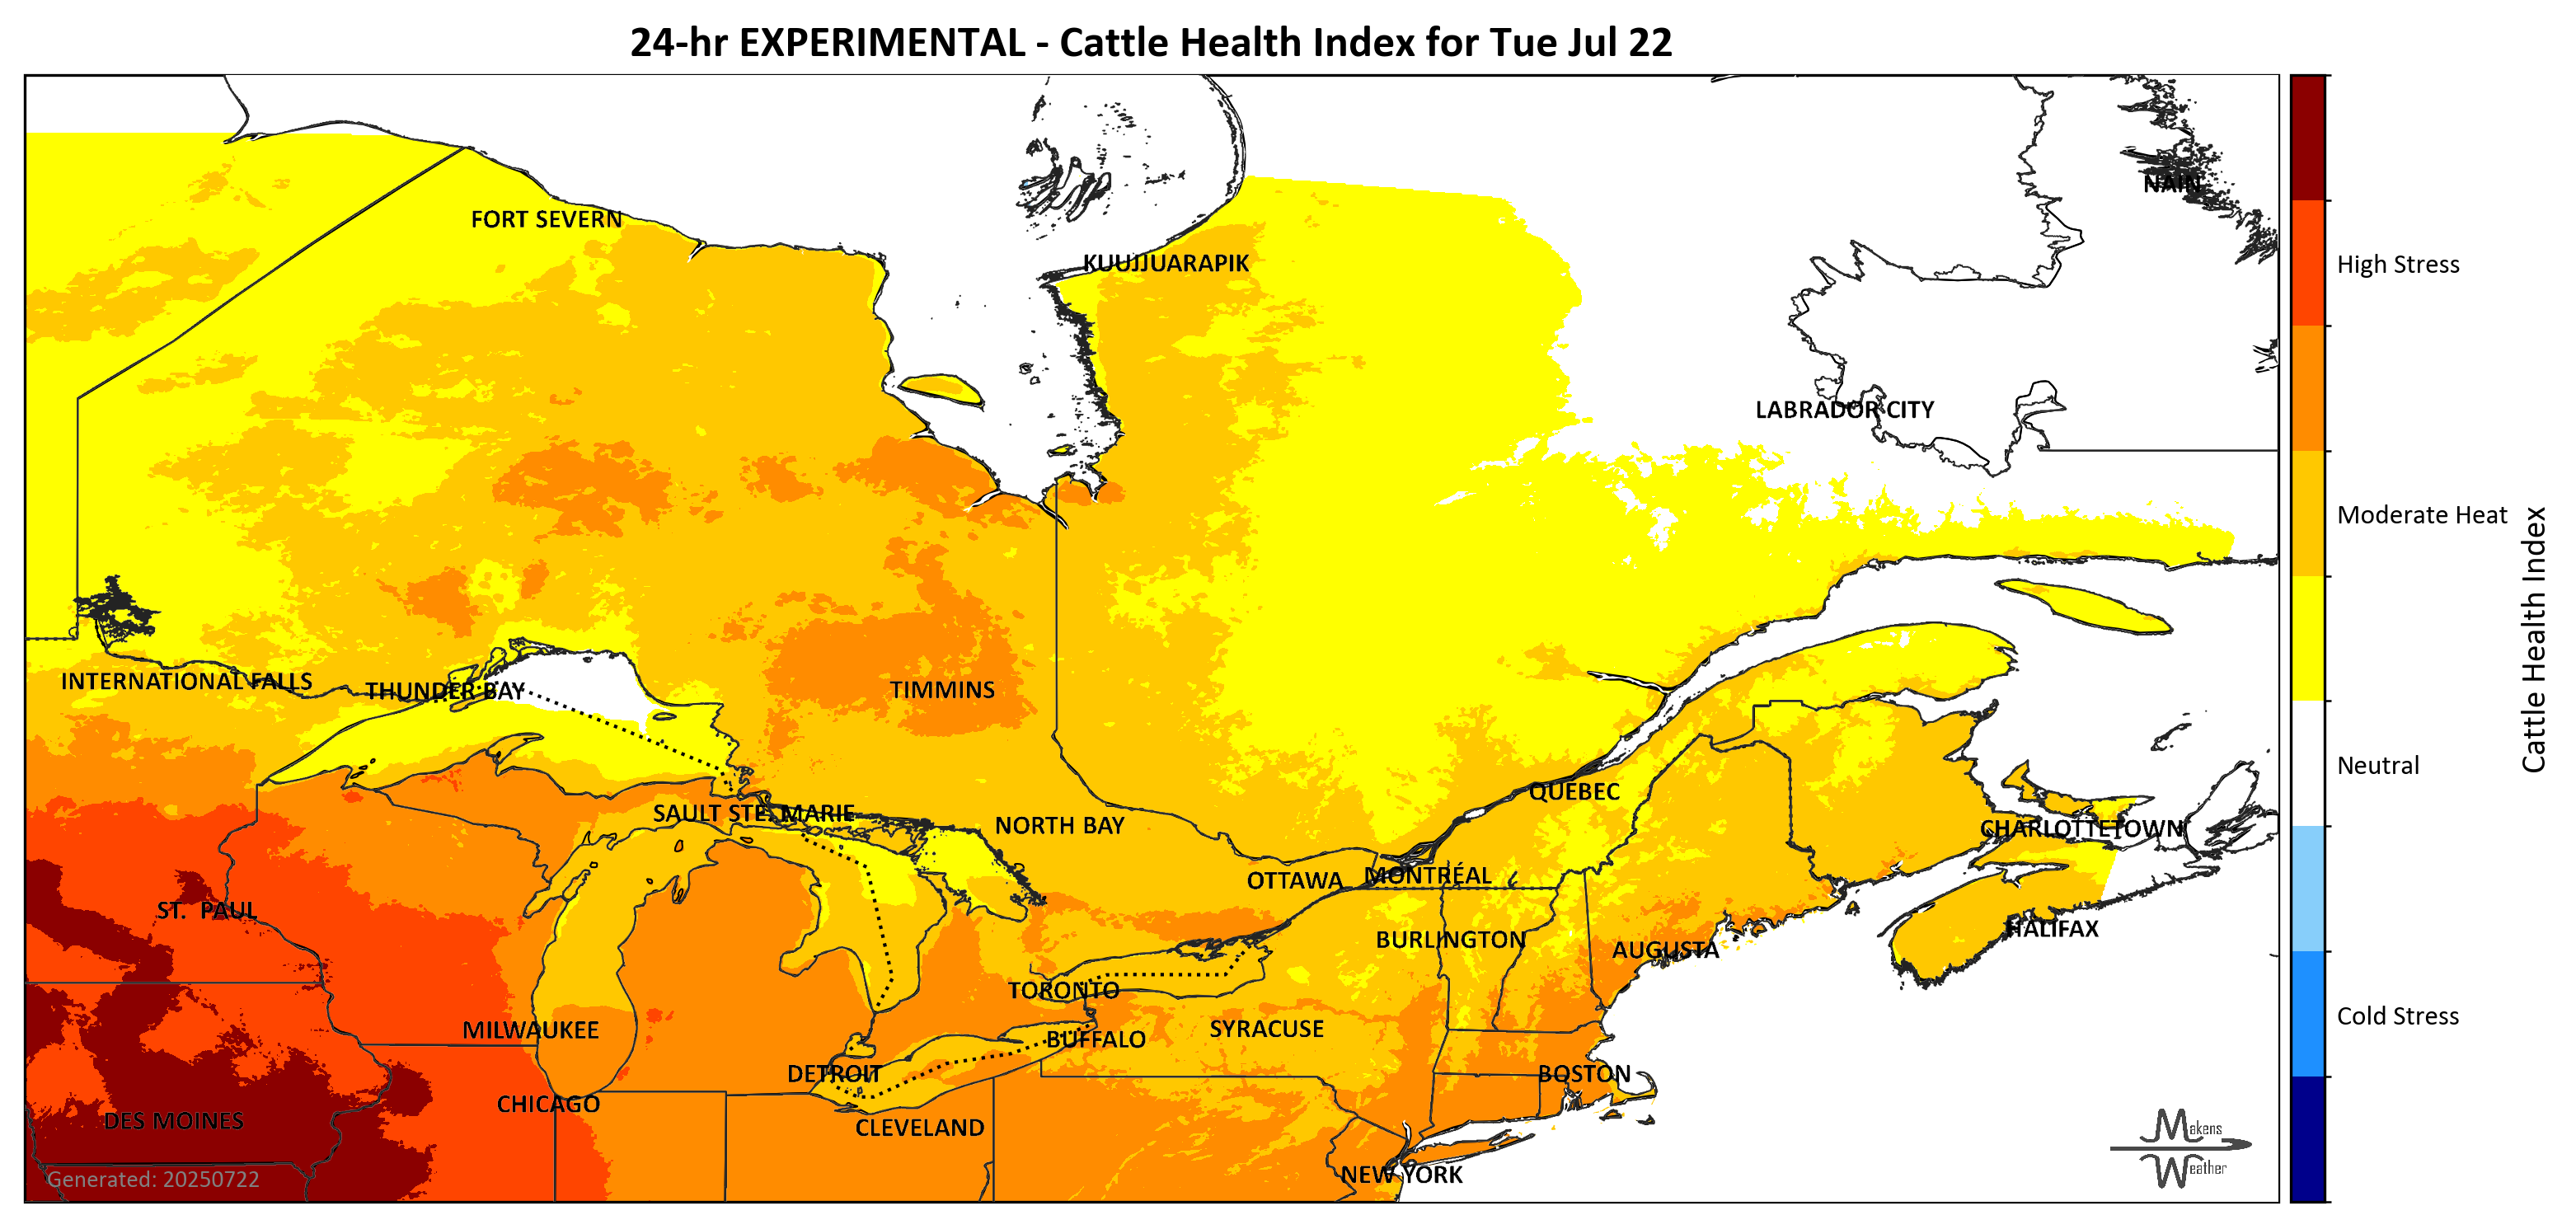 24-hr EXPERIMENTAL - Cattle Health Index for Tue Jul 22
NAIN
FORT SEVERN
KUUJJUARAPIK
High Stress
LABRADOR CITY
Moderate Heat
Cattle Health Index
INTERNATIONAL FALLS
THUNDER BAY
TIMMINS
Neutral
QUEBEC
SAULT STE. MARIE
NORTH BAY
CHARLOTTETOWN
OTTAWA
MONTRÉAL
ST. PAUL
HALIFAX
BURLINGTON
AUGUSTA
TORONTO
Cold Stress
MILWAUKEE
SYRACUSE
BUFFALO
DETROIT
BOSTON
CHICAGO
DES MOINES
CLEVELAND
Makens
Weather
NEW YORK
Generated: 20250722